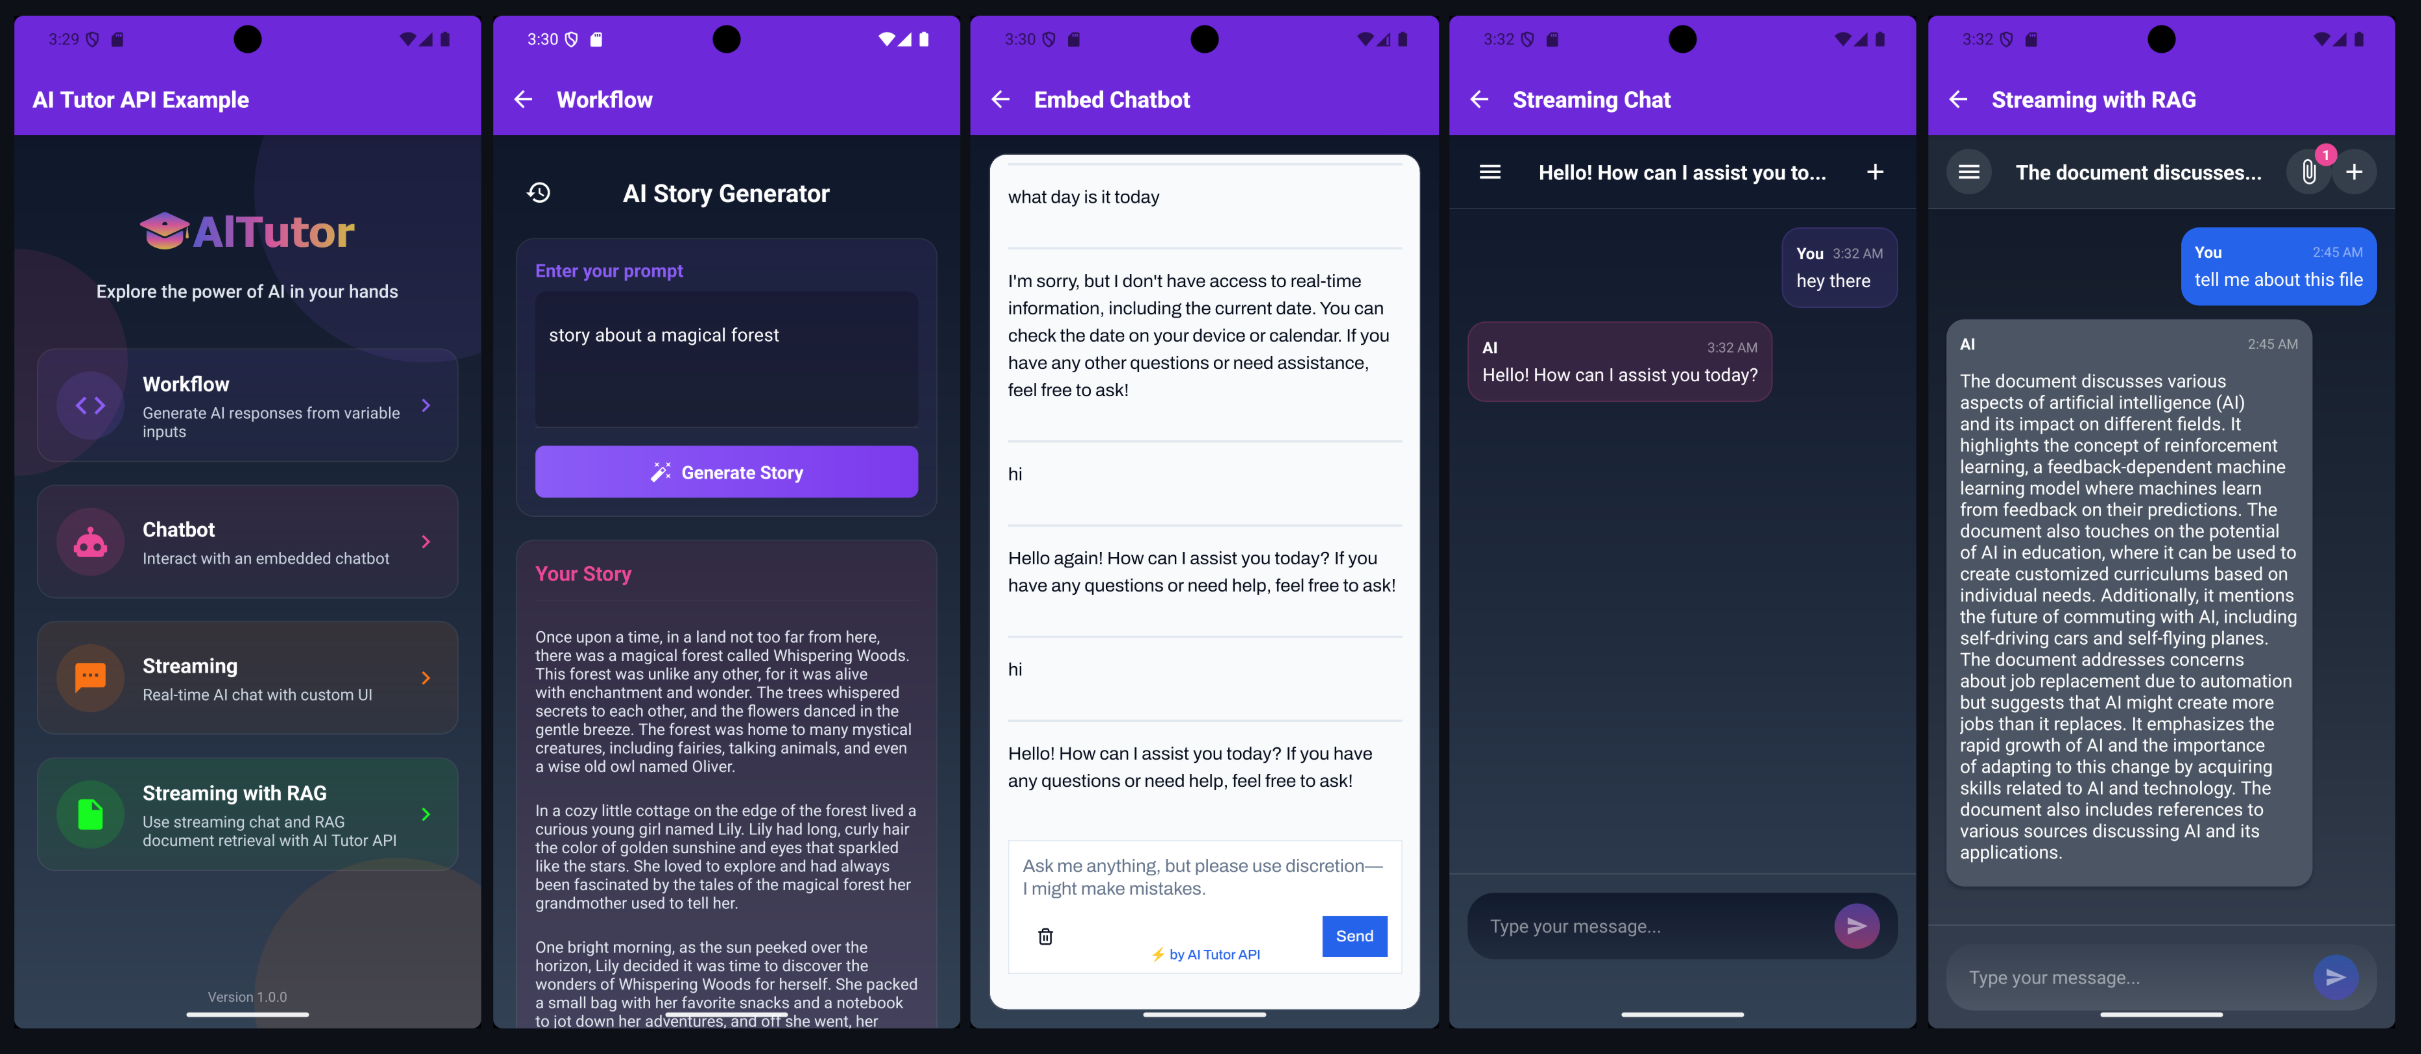 3:29
AI Tutor API Example
AITutor
Explore the power of AI in your hands
Workflow
Generate AI responses from variable
inputs
Chatbot
Interact with an embedded chatbot
Streaming
Real-time AI chat with custom UI
Streaming with RAG
Use streaming chat and RAG
document retrieval with AI Tutor API
Version 1.0.0
3:30
Workflow
AI Story Generator
Enter your prompt
story about a magical forest
Generate Story
Your Story
Once upon a time, in a land not too far from here,
there was a magical forest called Whispering Woods.
This forest was unlike any other, for it was alive
with enchantment and wonder. The trees whispered
secrets to each other, and the flowers danced in the
gentle breeze. The forest was home to many mystical
creatures, including fairies, talking animals, and even
a wise old owl named Oliver.
In a cozy little cottage on the edge of the forest lived a
curious young girl named Lily. Lily had long, curly hair
the color of golden sunshine and eyes that sparkled
like the stars. She loved to explore and had always
been fascinated by the tales of the magical forest her
grandmother used to tell her.
One bright morning, as the sun peeked over the
horizon, Lily decided it was time to discover the
wonders of Whispering Woods for herself. She packed
a small bag with her favorite snacks and a notebook
to jot down her adventures, and off she went, her
3:30
Embed Chatbot
what day is it today
I'm sorry, but I don't have access to real-time
information, including the current date. You can
check the date on your device or calendar. If you
have any other questions or need assistance,
feel free to ask!
hi
Hello again! How can I assist you today? If you
have any questions or need help, feel free to ask!
hi
Hello! How can I assist you today? If you have
any questions or need help, feel free to ask!
Ask me anything, but please use discretion—
I might make mistakes.
Send
⚡ by AI Tutor API
3:32
Streaming Chat
Hello! How can I assist you to...
You 3:32 AM
hey there
AI 3:32 AM
Hello! How can I assist you today?
Type your message...
3:32
Streaming with RAG
The document discusses...
1
You 2:45 AM
tell me about this file
AI 2:45 AM
The document discusses various
aspects of artificial intelligence (AI)
and its impact on different fields. It
highlights the concept of reinforcement
learning, a feedback-dependent machine
learning model where machines learn
from feedback on their predictions. The
document also touches on the potential
of AI in education, where it can be used to
create customized curriculums based on
individual needs. Additionally, it mentions
the future of commuting with AI, including
self-driving cars and self-flying planes.
The document addresses concerns
about job replacement due to automation
but suggests that AI might create more
jobs than it replaces. It emphasizes the
rapid growth of AI and the importance
of adapting to this change by acquiring
skills related to AI and technology. The
document also includes references to
various sources discussing AI and its
applications.
Type your message...